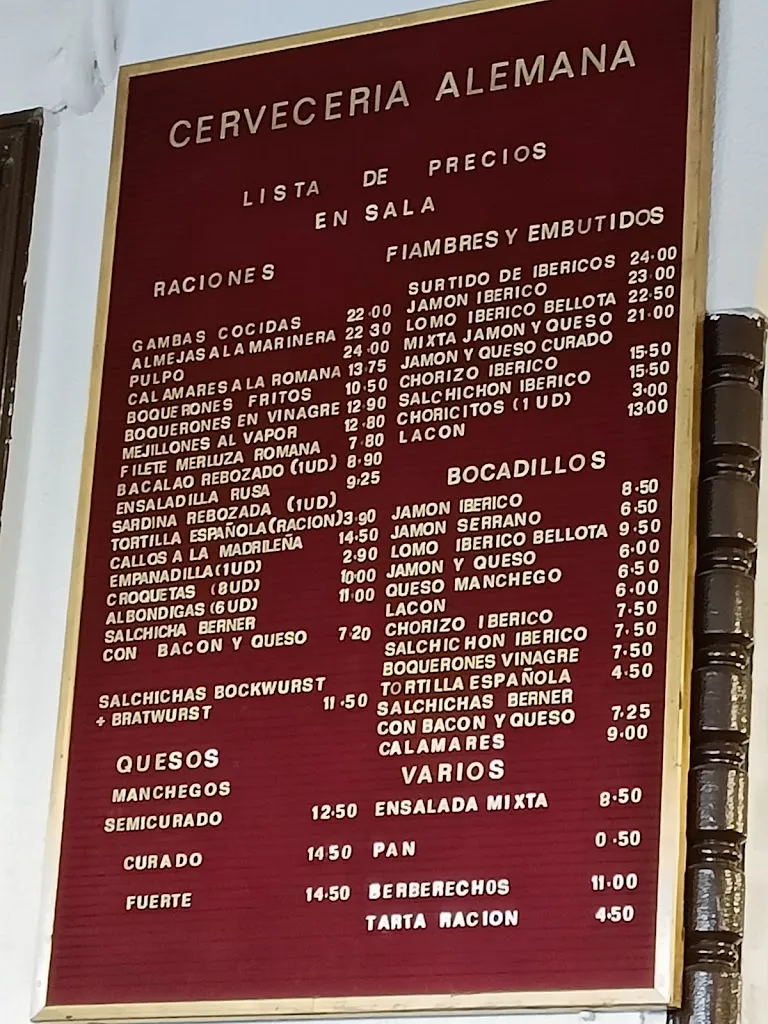 CERVECERIA ALEMANA
LISTA DE PRECIOS
EN SALA
RACIONES
GAMBAS COCIDAS 22.00
ALMEJAS A LA MARINERA 22 30
PULPO 24.00
CALAMARES A LA ROMANA 13.75
BOQUERONES FRITOS 10.50
BOQUERONES EN VINAGRE 12.90
MEJILLONES AL VAPOR 12.80
FILETE MERLUZA ROMANA 7.80
BACALAO REBOZADO (1UD) 8.90
ENSALADILLA RUSA 9.25
SARDINA REBOZADA (1UD)
TORTILLA ESPAÑOLA (RACION) 3.90
CALLOS A LA MADRILEÑA 14.50
EMPANADILLA (1UD) 2.90
CROQUETAS (8UD) 10.00
ALBONDIGAS (6UD) 11.00
SALCHICHA BERNER
CON BACON Y QUESO 7.20
SALCHICHAS BOCKWURST
+ BRATWURST 11.50
QUESOS
MANCHEGOS
SEMICURADO 12.50
CURADO 14 50
FUERTE 14.50
FIAMBRES Y EMBUTIDOS
SURTIDO DE IBERICOS 24.00
JAMON IBERICO 23 00
LOMO IBERICO BELLOTA 22.50
MIXTA JAMON Y QUESO 21.00
JAMON Y QUESO CURADO
CHORIZO IBERICO 15.50
SALCHICHON IBERICO 15.50
CHORICITOS (1 UD) 3.00
LACON 13.00
BOCADILLOS
JAMON IBERICO 8.50
JAMON SERRANO 6.50
LOMO IBERICO BELLOTA 9.50
JAMON Y QUESO 6.00
QUESO MANCHEGO 6.50
LACON 6.00
CHORIZO IBERICO 7.50
SALCHICHON IBERICO 7.50
BOQUERONES VINAGRE 7.50
TORTILLA ESPAÑOLA 4.50
SALCHICHAS BERNER
CON BACON Y QUESO 7.25
CALAMARES 9.00
VARIOS
ENSALADA MIXTA 8.50
PAN 0.50
BERBERECHOS 11.00
TARTA RACION 4.50